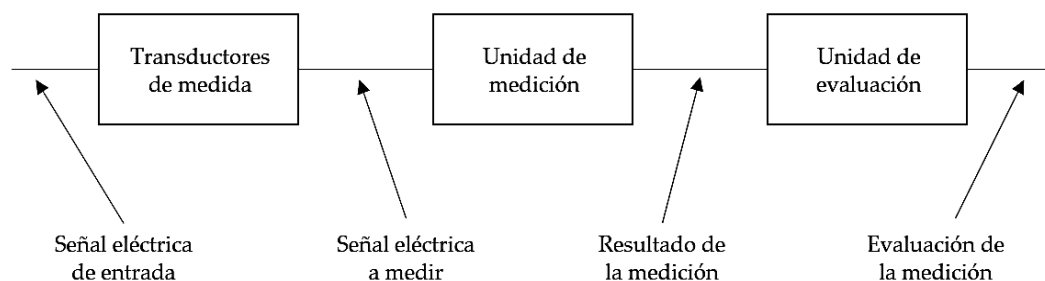 Transductores
de medida
Unidad de
medición
Unidad de
evaluación
Señal eléctrica
de entrada
Señal eléctrica
a medir
Resultado de
la medición
Evaluación de
la medición